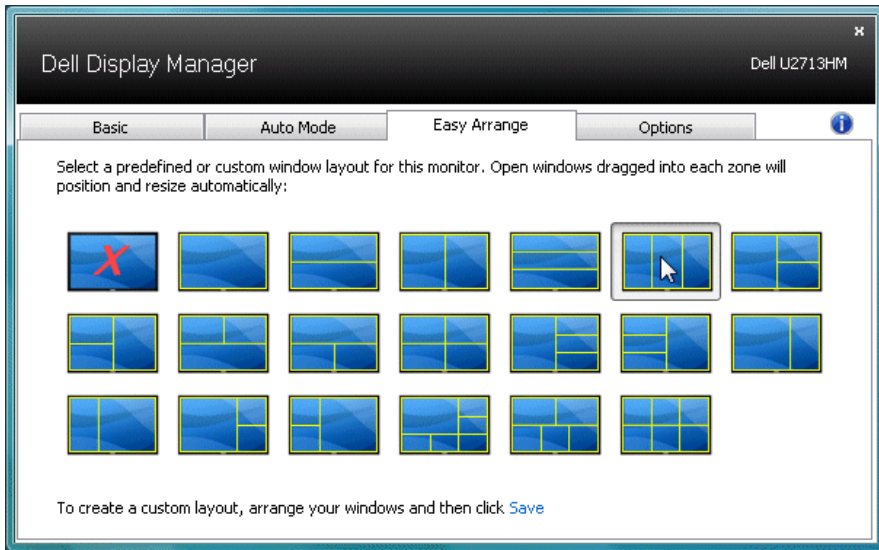 Dell Display Manager
Dell U2713HM
Basic
Auto Mode
Easy Arrange
Options
Select a predefined or custom window layout for this monitor. Open windows dragged into each zone will
position and resize automatically:
To create a custom layout, arrange your windows and then click Save